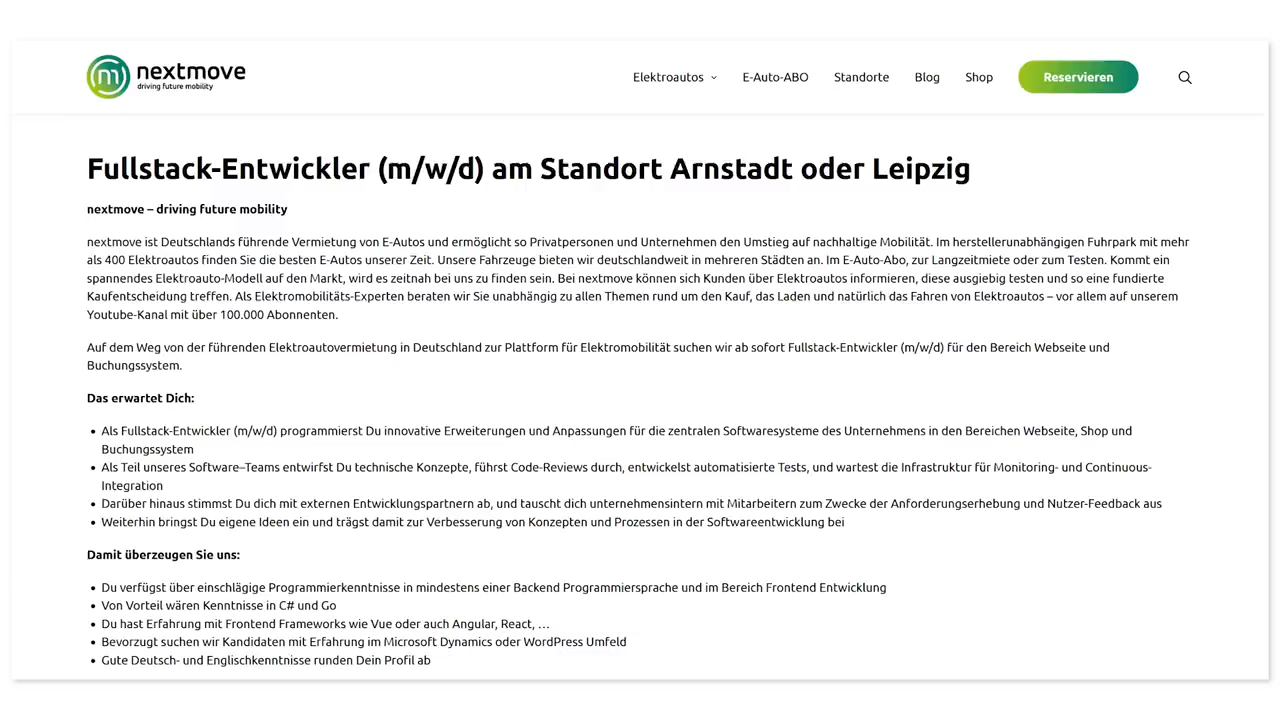 nextmove
driving future mobility
Elektroautos
E-Auto-ABO
Standorte
Blog
Shop
Reservieren
Fullstack-Entwickler (m/w/d) am Standort Arnstadt oder Leipzig
nextmove – driving future mobility
nextmove ist Deutschlands führende Vermietung von E-Autos und ermöglicht so Privatpersonen und Unternehmen den Umstieg auf nachhaltige Mobilität. Im herstellerunabhängigen Fuhrpark mit mehr
als 400 Elektroautos finden Sie die besten E-Autos unserer Zeit. Unsere Fahrzeuge bieten wir deutschlandweit in mehreren Städten an. Im E-Auto-Abo, zur Langzeitmiete oder zum Testen. Kommt ein
spannendes Elektroauto-Modell auf den Markt, wird es zeitnah bei uns zu finden sein. Bei nextmove können sich Kunden über Elektroautos informieren, diese ausgiebig testen und so eine fundierte
Kaufentscheidung treffen. Als Elektromobilitäts-Experten beraten wir Sie unabhängig zu allen Themen rund um den Kauf, das Laden und natürlich das Fahren von Elektroautos – vor allem auf unserem
Youtube-Kanal mit über 100.000 Abonnenten.
Auf dem Weg von der führenden Elektroautovermietung in Deutschland zur Plattform für Elektromobilität suchen wir ab sofort Fullstack-Entwickler (m/w/d) für den Bereich Webseite und
Buchungssystem.
Das erwartet Dich:
• Als Fullstack-Entwickler (m/w/d) programmierst Du innovative Erweiterungen und Anpassungen für die zentralen Softwaresysteme des Unternehmens in den Bereichen Webseite, Shop und
Buchungssystem
• Als Teil unseres Software–Teams entwirfst Du technische Konzepte, führst Code-Reviews durch, entwickelst automatisierte Tests, und wartest die Infrastruktur für Monitoring- und Continuous-
Integration
• Darüber hinaus stimmst Du dich mit externen Entwicklungspartnern ab, und tauscht dich unternehmensintern mit Mitarbeitern zum Zwecke der Anforderungserhebung und Nutzer-Feedback aus
• Weiterhin bringst Du eigene Ideen ein und trägst damit zur Verbesserung von Konzepten und Prozessen in der Softwareentwicklung bei
Damit überzeugen Sie uns:
• Du verfügst über einschlägige Programmierkenntnisse in mindestens einer Backend Programmiersprache und im Bereich Frontend Entwicklung
• Von Vorteil wären Kenntnisse in C# und Go
• Du hast Erfahrung mit Frontend Frameworks wie Vue oder auch Angular, React, …
• Bevorzugt suchen wir Kandidaten mit Erfahrung im Microsoft Dynamics oder WordPress Umfeld
• Gute Deutsch- und Englischkenntnisse runden Dein Profil ab